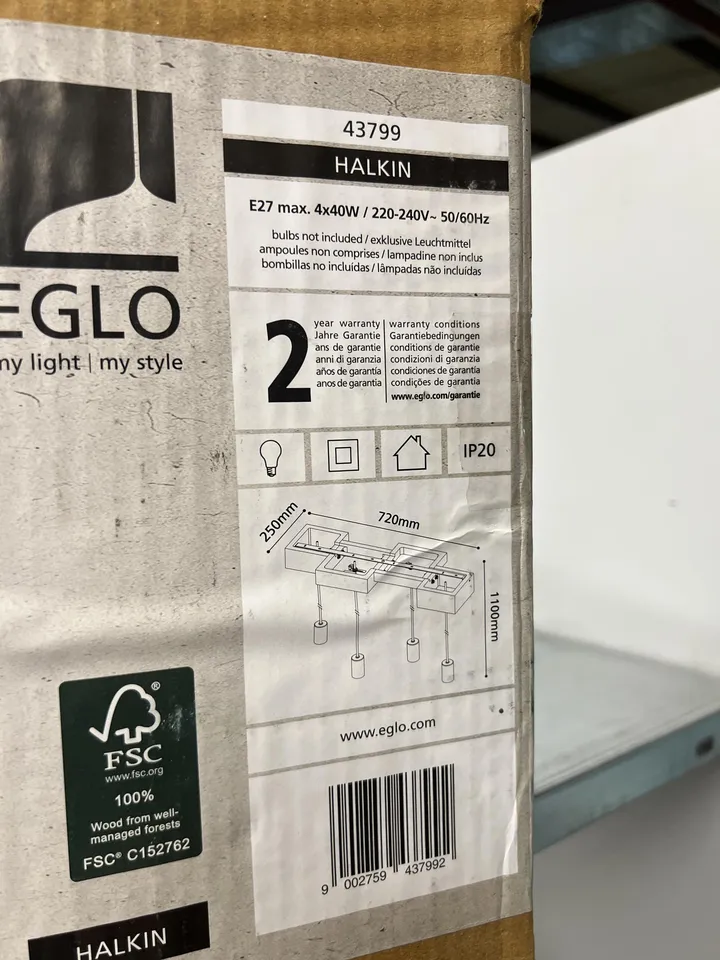 EGLO
my light | my style
43799
HALKIN
E27 max. 4x40W / 220-240V~ 50/60Hz
bulbs not included / exklusive Leuchtmittel
ampoules non comprises / lampadine non inclus
bombillas no incluidas / lâmpadas não incluídas
2
year warranty
Jahre Garantie
ans de garantie
anni di garanzia
años de garantía
anos de garantia
warranty conditions
Garantiebedingungen
conditions de garantie
condizioni di garanzia
condiciones de garantía
condições de garantia
www.eglo.com/garantie
IP20
250mm
720mm
1100mm
www.eglo.com
9 002759 437992
®
FSC
www.fsc.org
100%
Wood from well-
managed forests
FSC® C152762
HALKIN